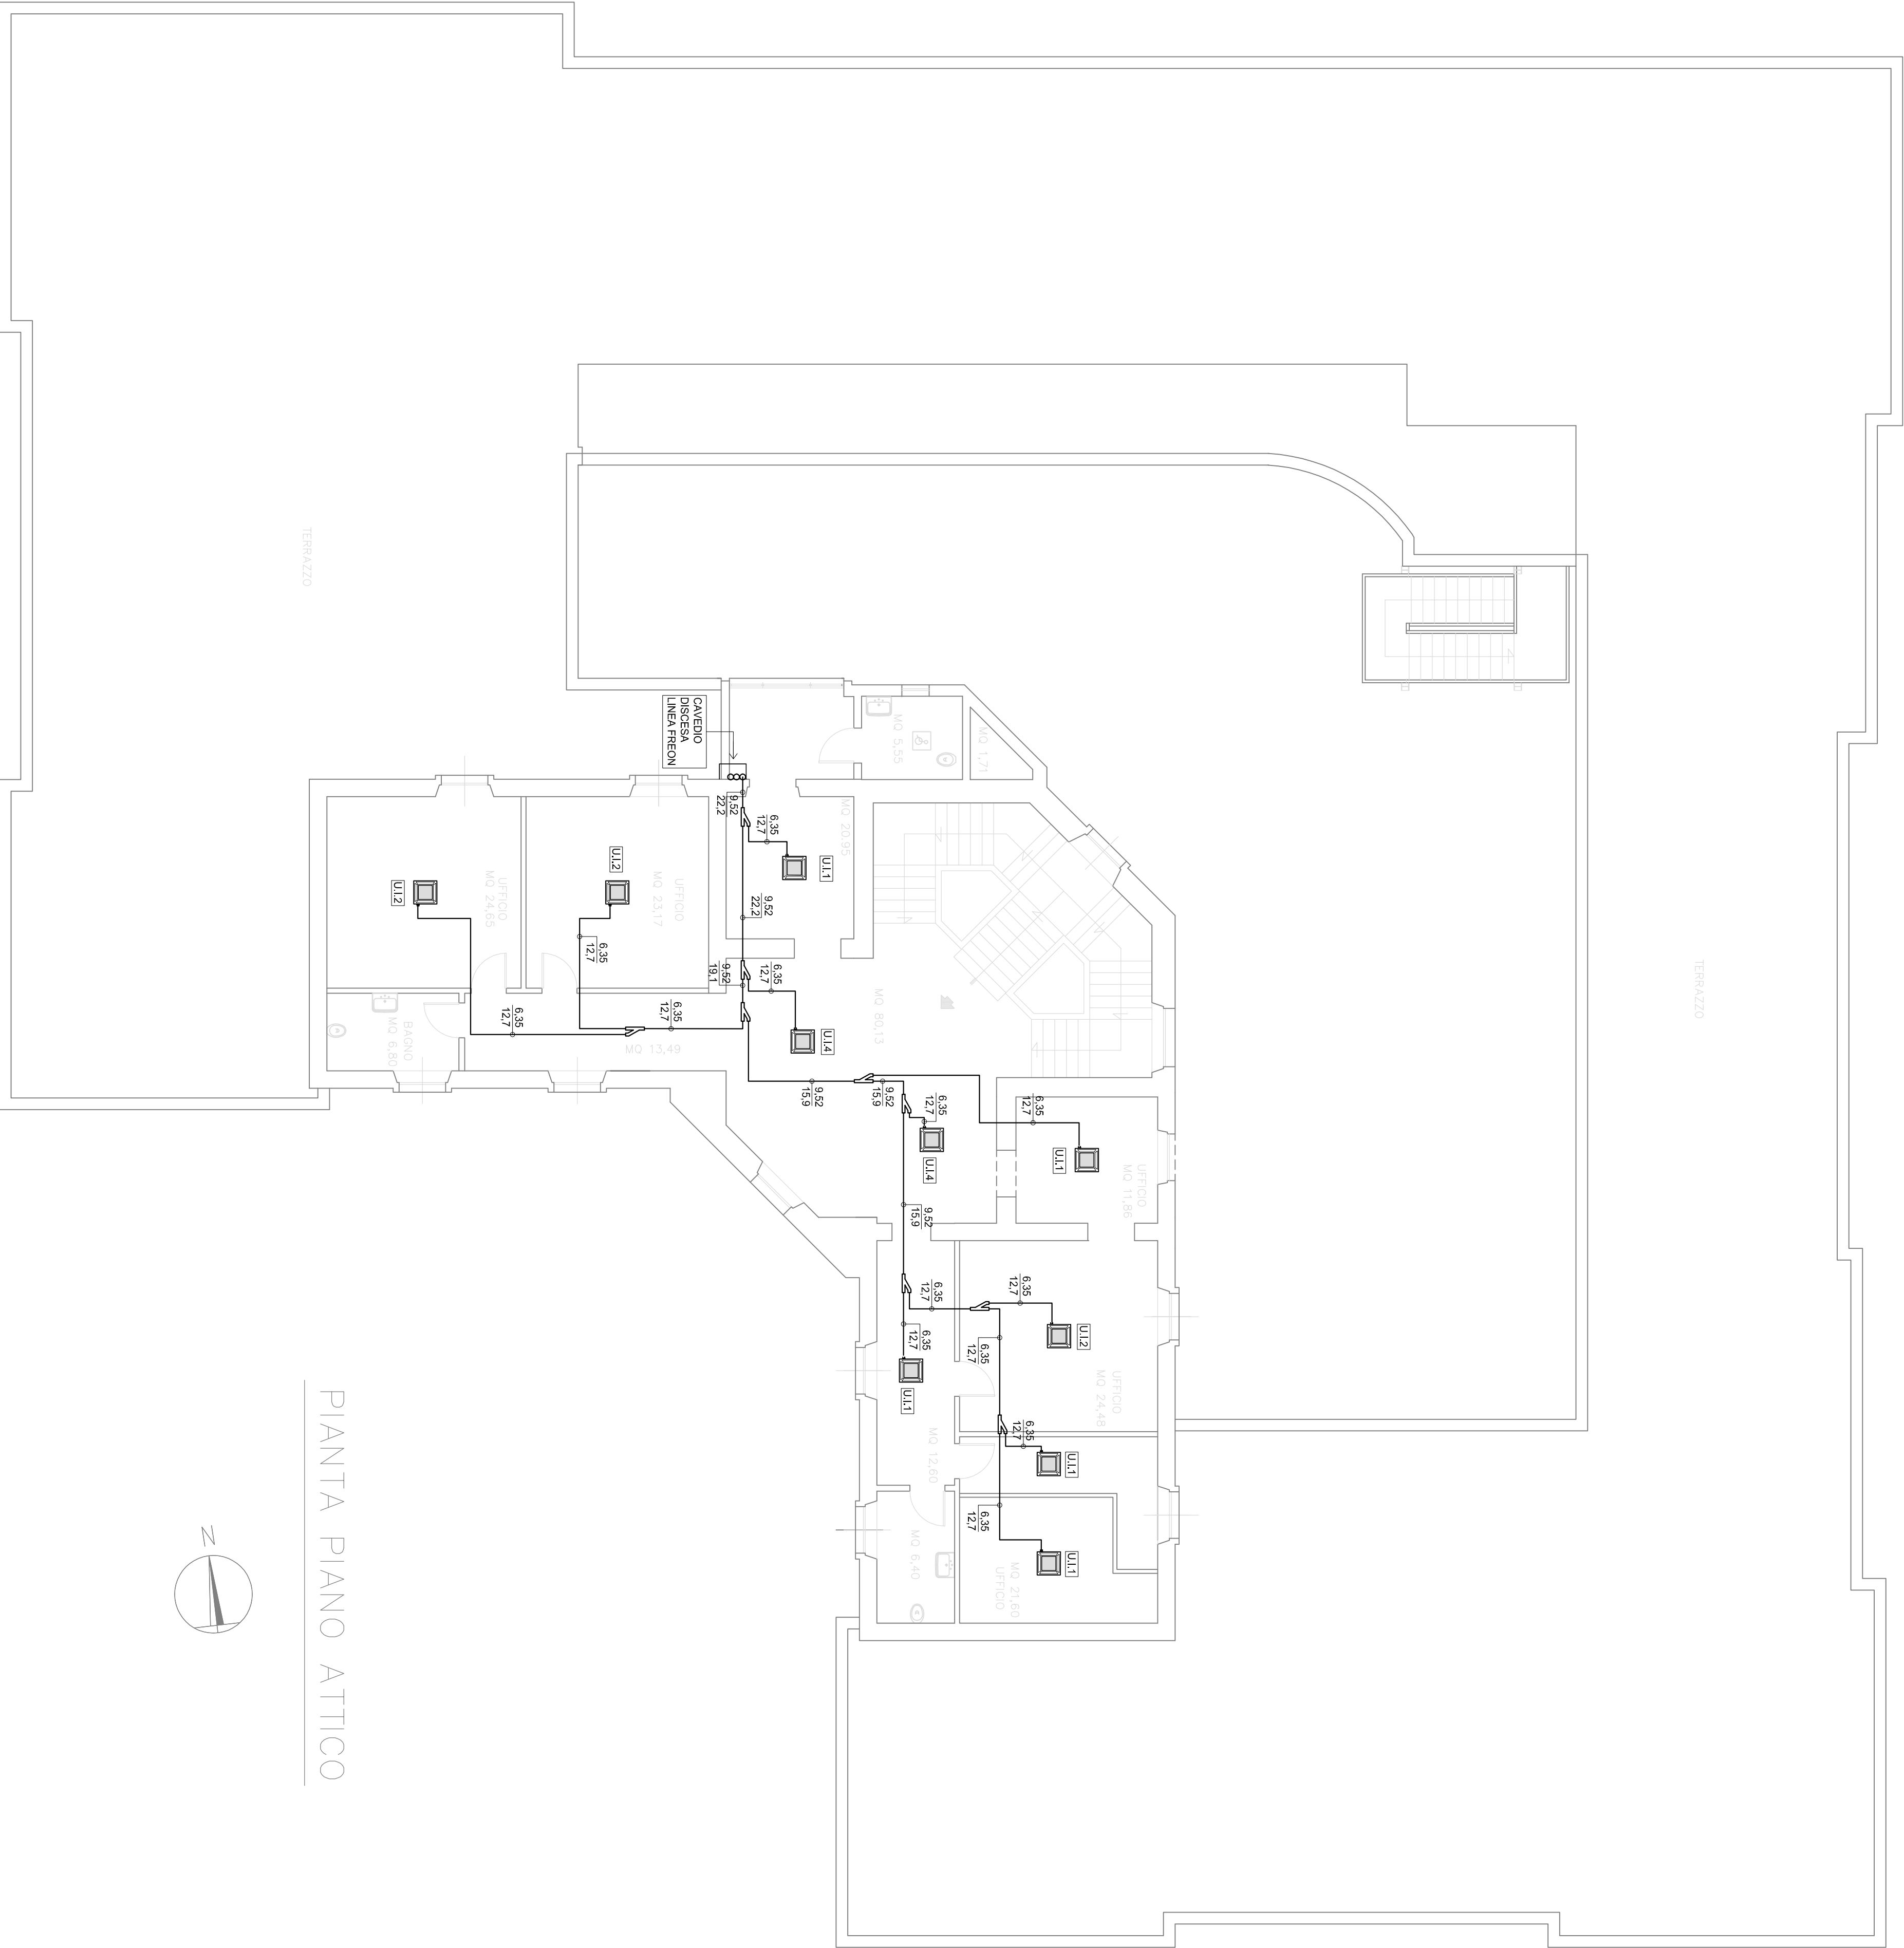 TERRAZZO
UFFICIO
MQ 11,86
UFFICIO
MQ 24,48
U.I.2
U.I.1
U.I.1
U.I.1
6,35
12,7
6,35
12,7
6,35
12,7
MQ 21,60
UFFICIO
6,35
12,7
6,35
12,7
MQ 1,71
6,35
12,7
6,35
12,7
MQ 12,60
U.I.4
9,52
15,9
6,35
12,7
MQ 6,40
U.I.1
MQ 5,55
9,52
15,9
MQ 80,13
MQ 20,95
U.I.1
U.I.4
9,52
15,9
6,35
12,7
6,35
12,7
9,52
22,2
9,52
22,2
9,52
19,1
CAVEDIO
DISCESA
LINEA FREON
UFFICIO
MQ 23,17
6,35
12,7
MQ 13,49
U.I.2
6,35
12,7
6,35
12,7
UFFICIO
MQ 24,65
BAGNO
MQ 6,80
U.I.2
TERRAZZO
PIANTA PIANO ATTICO
N